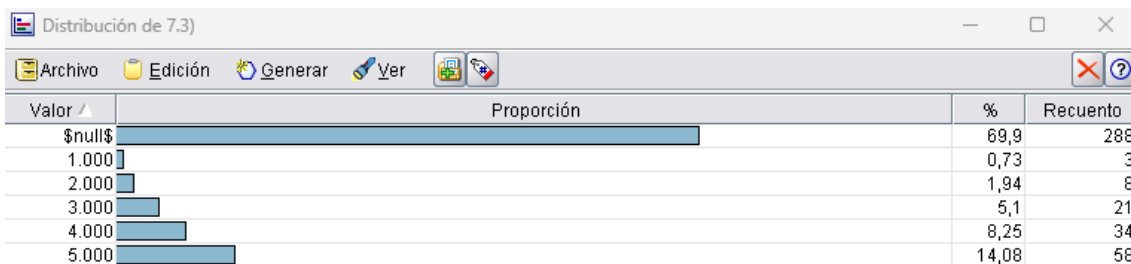 Distribución de 7.3)
Archivo Edición Generar Ver
Valor Proporción % Recuento
$null$ 69,9 288
1.000 0,73 3
2.000 1,94 8
3.000 5,1 21
4.000 8,25 34
5.000 14,08 58